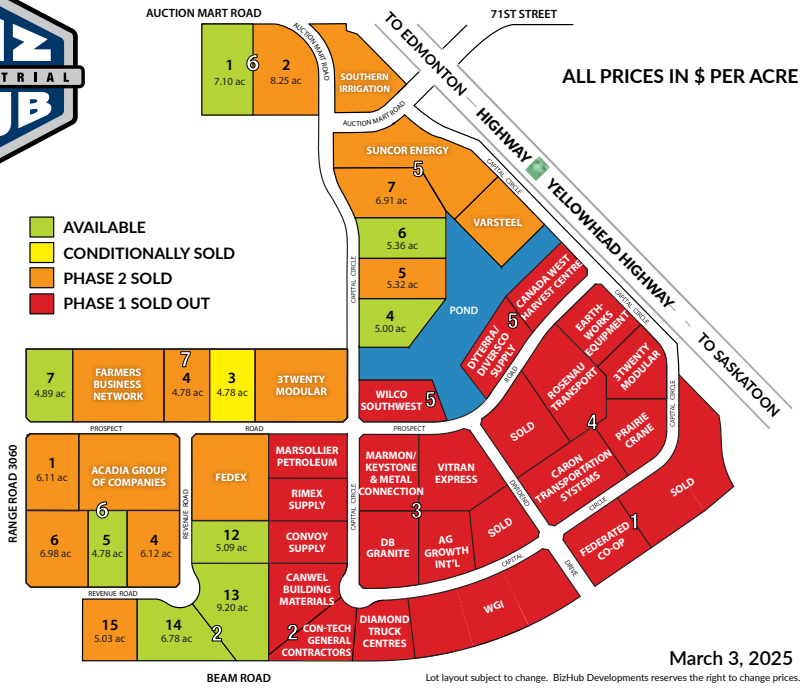 AUCTION MART ROAD
71ST STREET
TO EDMONTON
HIGHWAY
YELLOWHEAD HIGHWAY
TO SASKATOON
ALL PRICES IN $ PER ACRE
TRIAL
UB
1
7.10 ac
6
2
8.25 ac
AUCTION MART ROAD
SOUTHERN
IRRIGATION
AUCTION MART ROAD
SUNCOR ENERGY
5
CAPITAL CIRCLE
7
6.91 ac
VARSTEEL
6
5.36 ac
5
5.32 ac
4
5.00 ac
CAPITAL CIRCLE
POND
AVAILABLE
CONDITIONALLY SOLD
PHASE 2 SOLD
PHASE 1 SOLD OUT
CANADA WEST
HARVEST CENTRE
5
DYTERRA/
DIVERSCO
SUPPLY
ROAD
CAPITAL CIRCLE
EARTH-
WORKS
EQUIPMENT
3TWENTY
MODULAR
ROSENAU
TRANSPORT
4
SOLD
PRAIRIE
CRANE
CARON
TRANSPORTATION
SYSTEMS
CAPITAL CIRCLE
7
4.89 ac
FARMERS
BUSINESS
NETWORK
7
4
4.78 ac
3
4.78 ac
3TWENTY
MODULAR
WILCO
SOUTHWEST
5
PROSPECT
ROAD
PROSPECT
RANGE ROAD 3060
1
6.11 ac
ACADIA GROUP
OF COMPANIES
6
6
6.98 ac
5
4.78 ac
4
6.12 ac
REVENUE ROAD
REVENUE ROAD
FEDEX
12
5.09 ac
13
9.20 ac
15
5.03 ac
14
6.78 ac
2
MARSOLLIER
PETROLEUM
RIMEX
SUPPLY
CONVOY
SUPPLY
CANWEL
BUILDING
MATERIALS
2
CON-TECH
GENERAL
CONTRACTORS
CAPITAL CIRCLE
MARMON/
KEYSTONE
& METAL
CONNECTION
VITRAN
EXPRESS
3
DB
GRANITE
AG
GROWTH
INT'L
SOLD
DIVIDEND
DRIVE
CAPITAL
CIRCLE
DIAMOND
TRUCK
CENTRES
WGI
FEDERATED
CO-OP
1
SOLD
BEAM ROAD
March 3, 2025
Lot layout subject to change. BizHub Developments reserves the right to change prices.